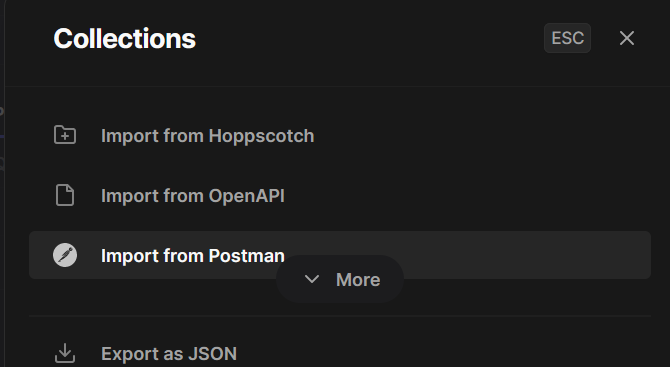 Collections
ESC
Import from Hoppscotch
Import from OpenAPI
Import from Postman
More
Export as JSON